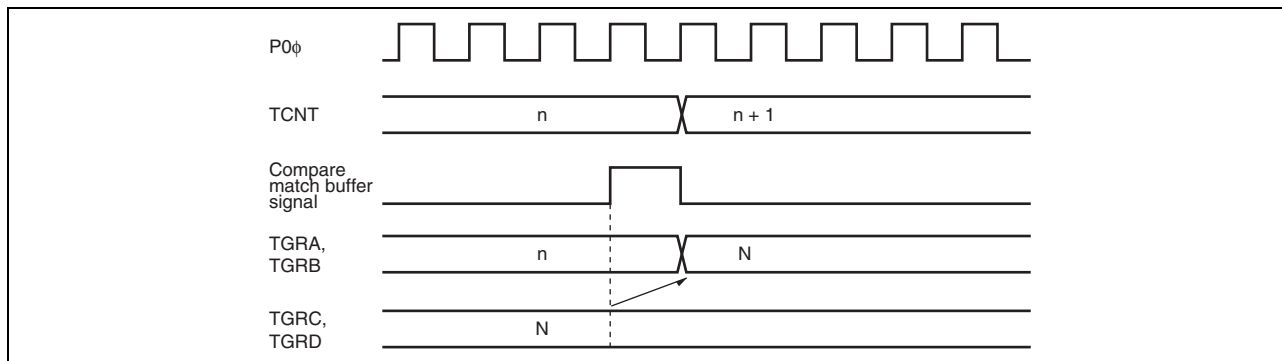 P0ϕ
TCNT
n
n + 1
Compare
match buffer
signal
TGRA,
TGRB
n
N
TGRC,
TGRD
N